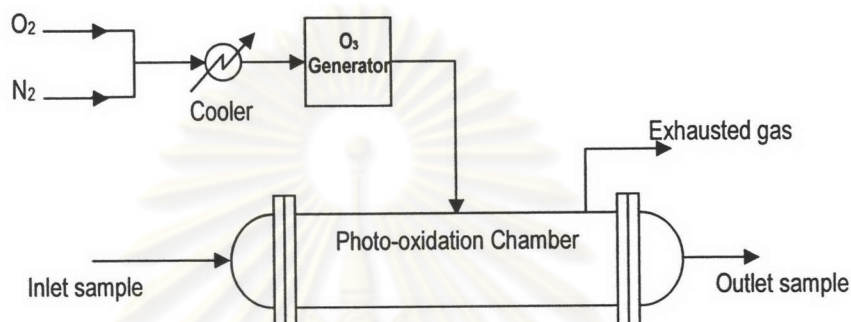 O₂
N₂
Cooler
O₃
Generator
Exhausted gas
Photo-oxidation Chamber
Inlet sample
Outlet sample